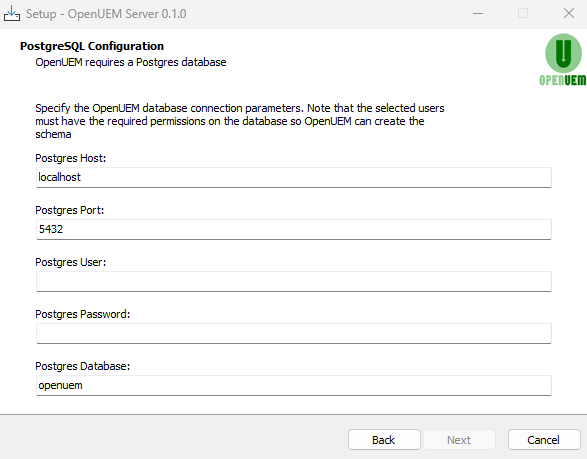 Setup - OpenUEM Server 0.1.0
PostgreSQL Configuration
OpenUEM requires a Postgres database
OPENUEM
Specify the OpenUEM database connection parameters. Note that the selected users
must have the required permissions on the database so OpenUEM can create the
schema
Postgres Host:
localhost
Postgres Port:
5432
Postgres User:
Postgres Password:
Postgres Database:
openuem
Back
Next
Cancel